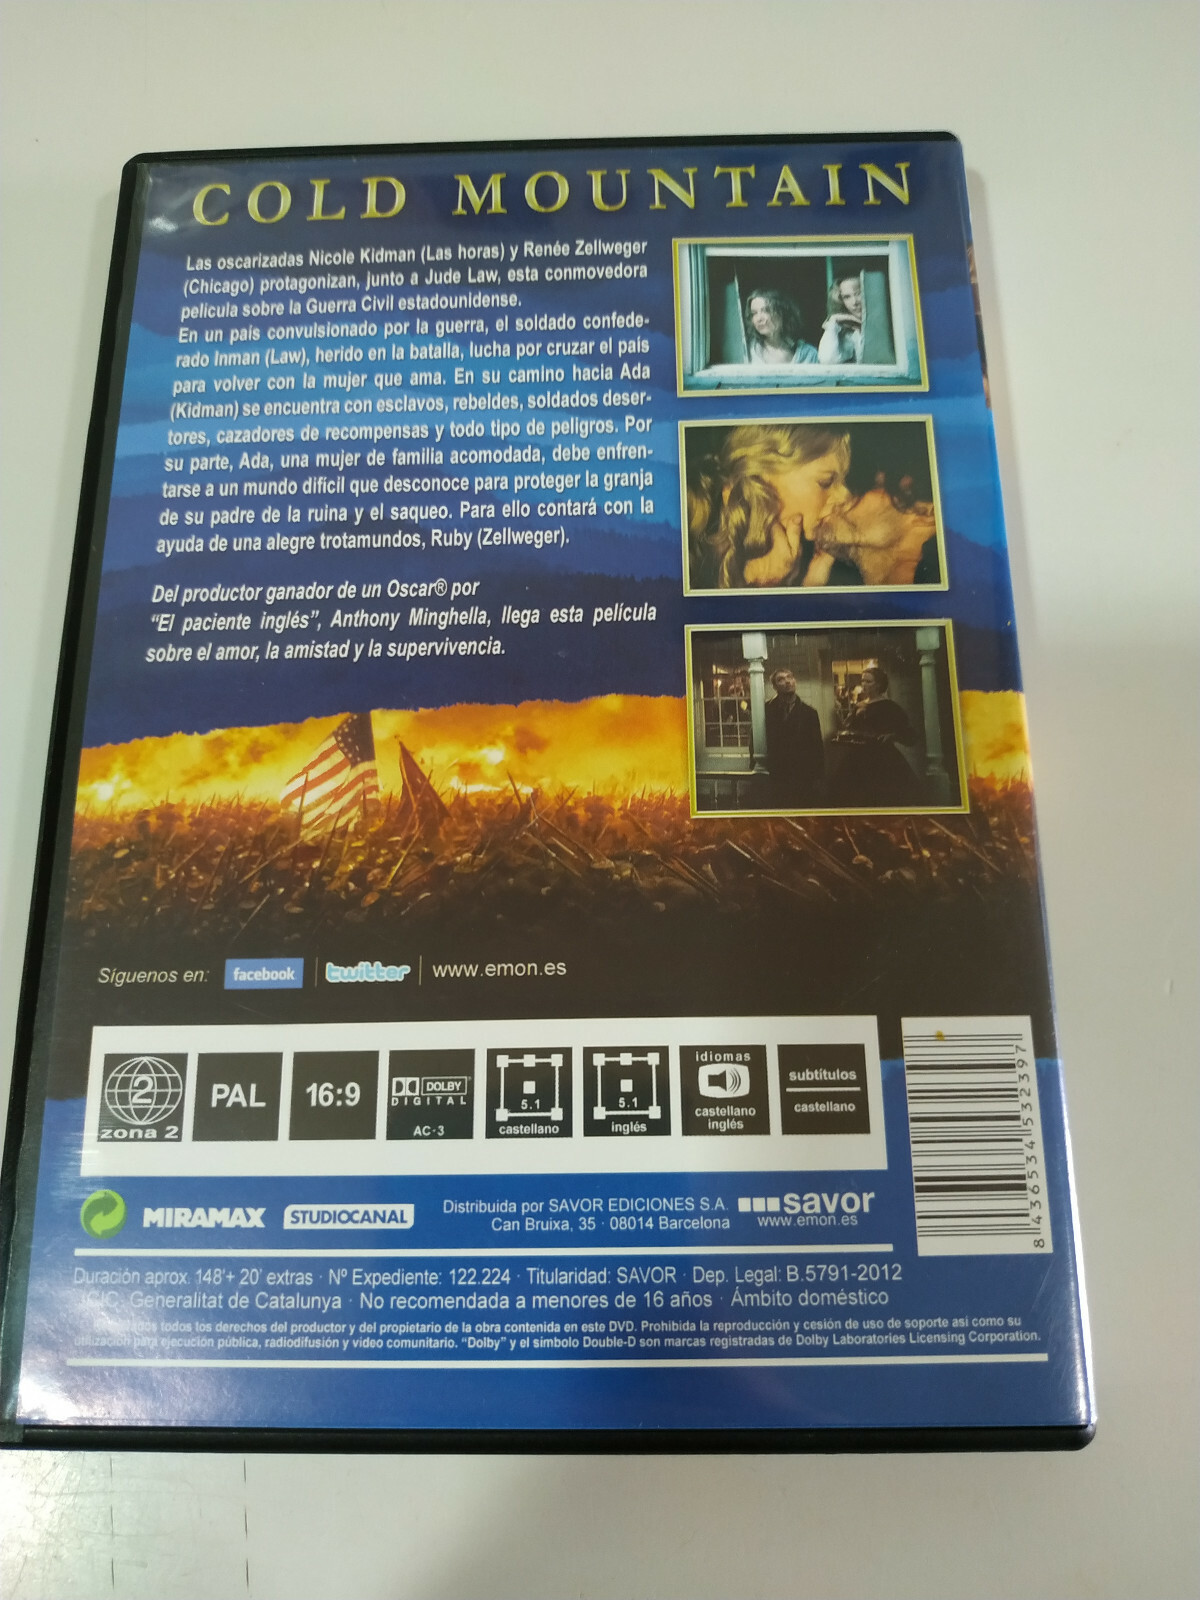 COLD MOUNTAIN
Las oscarizadas Nicole Kidman (Las horas) y Renée Zellweger
(Chicago) protagonizan, junto a Jude Law, esta conmovedora
película sobre la Guerra Civil estadounidense.
En un país convulsionado por la guerra, el soldado confede-
rado Inman (Law), herido en la batalla, lucha por cruzar el país
para volver con la mujer que ama. En su camino hacia Ada
(Kidman) se encuentra con esclavos, rebeldes, soldados deser-
tores, cazadores de recompensas y todo tipo de peligros. Por
su parte, Ada, una mujer de familia acomodada, debe enfren-
tarse a un mundo difícil que desconoce para proteger la granja
de su padre de la ruina y el saqueo. Para ello contará con la
ayuda de una alegre trotamundos, Ruby (Zellweger).
Del productor ganador de un Oscar® por
"El paciente inglés", Anthony Minghella, llega esta película
sobre el amor, la amistad y la supervivencia.
Síguenos en: facebook | twitter | www.emon.es
2
zona 2
PAL
16:9
DOLBY
DIGITAL
AC-3
5.1
castellano
5.1
inglés
idiomas
castellano
inglés
subtítulos
castellano
8436534532397
MIRAMAX
STUDIOCANAL
Distribuida por SAVOR EDICIONES S.A.
Can Bruixa, 35 · 08014 Barcelona
savor
www.emon.es
Duración aprox. 148'+ 20' extras · Nº Expediente: 122.224 · Titularidad: SAVOR · Dep. Legal: B.5791-2012
ICIC. Generalitat de Catalunya · No recomendada a menores de 16 años · Ámbito doméstico
todos los derechos del productor y del propietario de la obra contenida en este DVD. Prohibida la reproducción y cesión de uso de soporte así como su
utilización para ejecución pública, radiodifusión y vídeo comunitario. "Dolby" y el símbolo Double-D son marcas registradas de Dolby Laboratories Licensing Corporation.